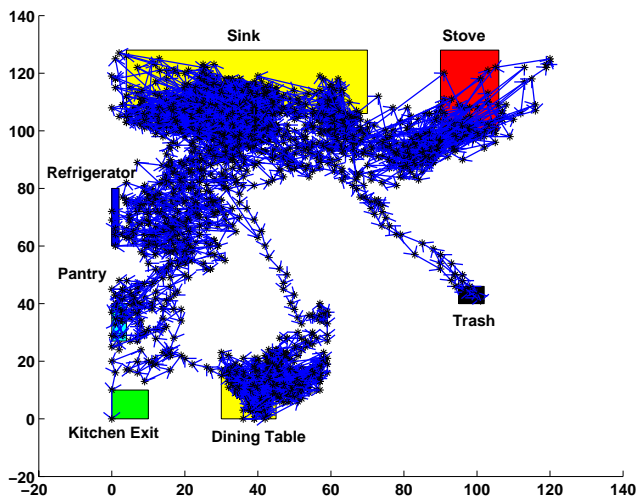 140
Sink
Stove
120
100
80
Refrigerator
60
Pantry
40
Trash
20
0
Kitchen Exit
Dining Table
−20
−20 0 20 40 60 80 100 120 140